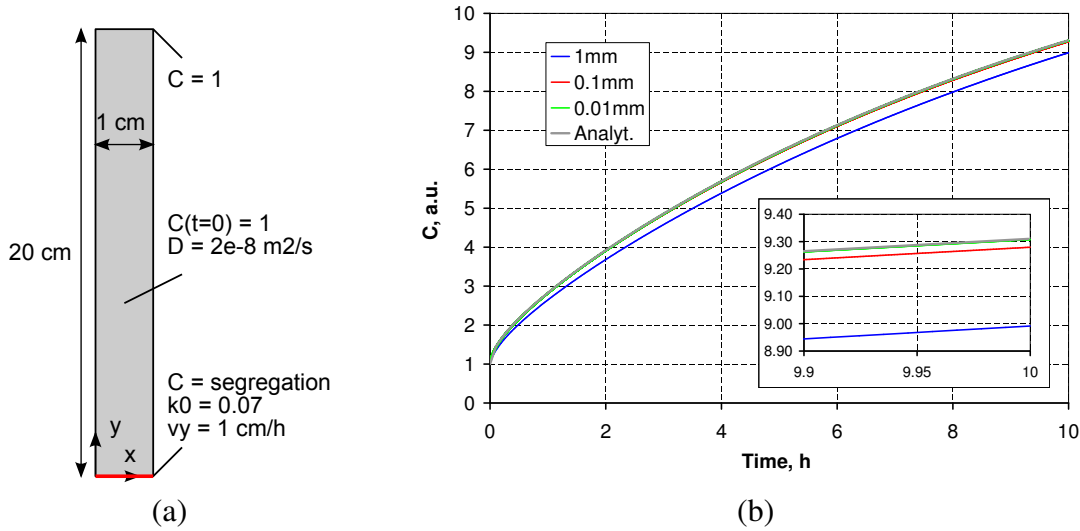 C = 1
1 cm
20 cm
C(t=0) = 1
D = 2e-8 m2/s
C = segregation
k0 = 0.07
vy = 1 cm/h
y
x
(a)
C, a.u.
10
9
8
7
6
5
4
3
2
1
0
1mm
0.1mm
0.01mm
Analyt.
9.40
9.30
9.20
9.10
9.00
8.90
9.9
9.95
10
0
2
4
6
8
10
Time, h
(b)